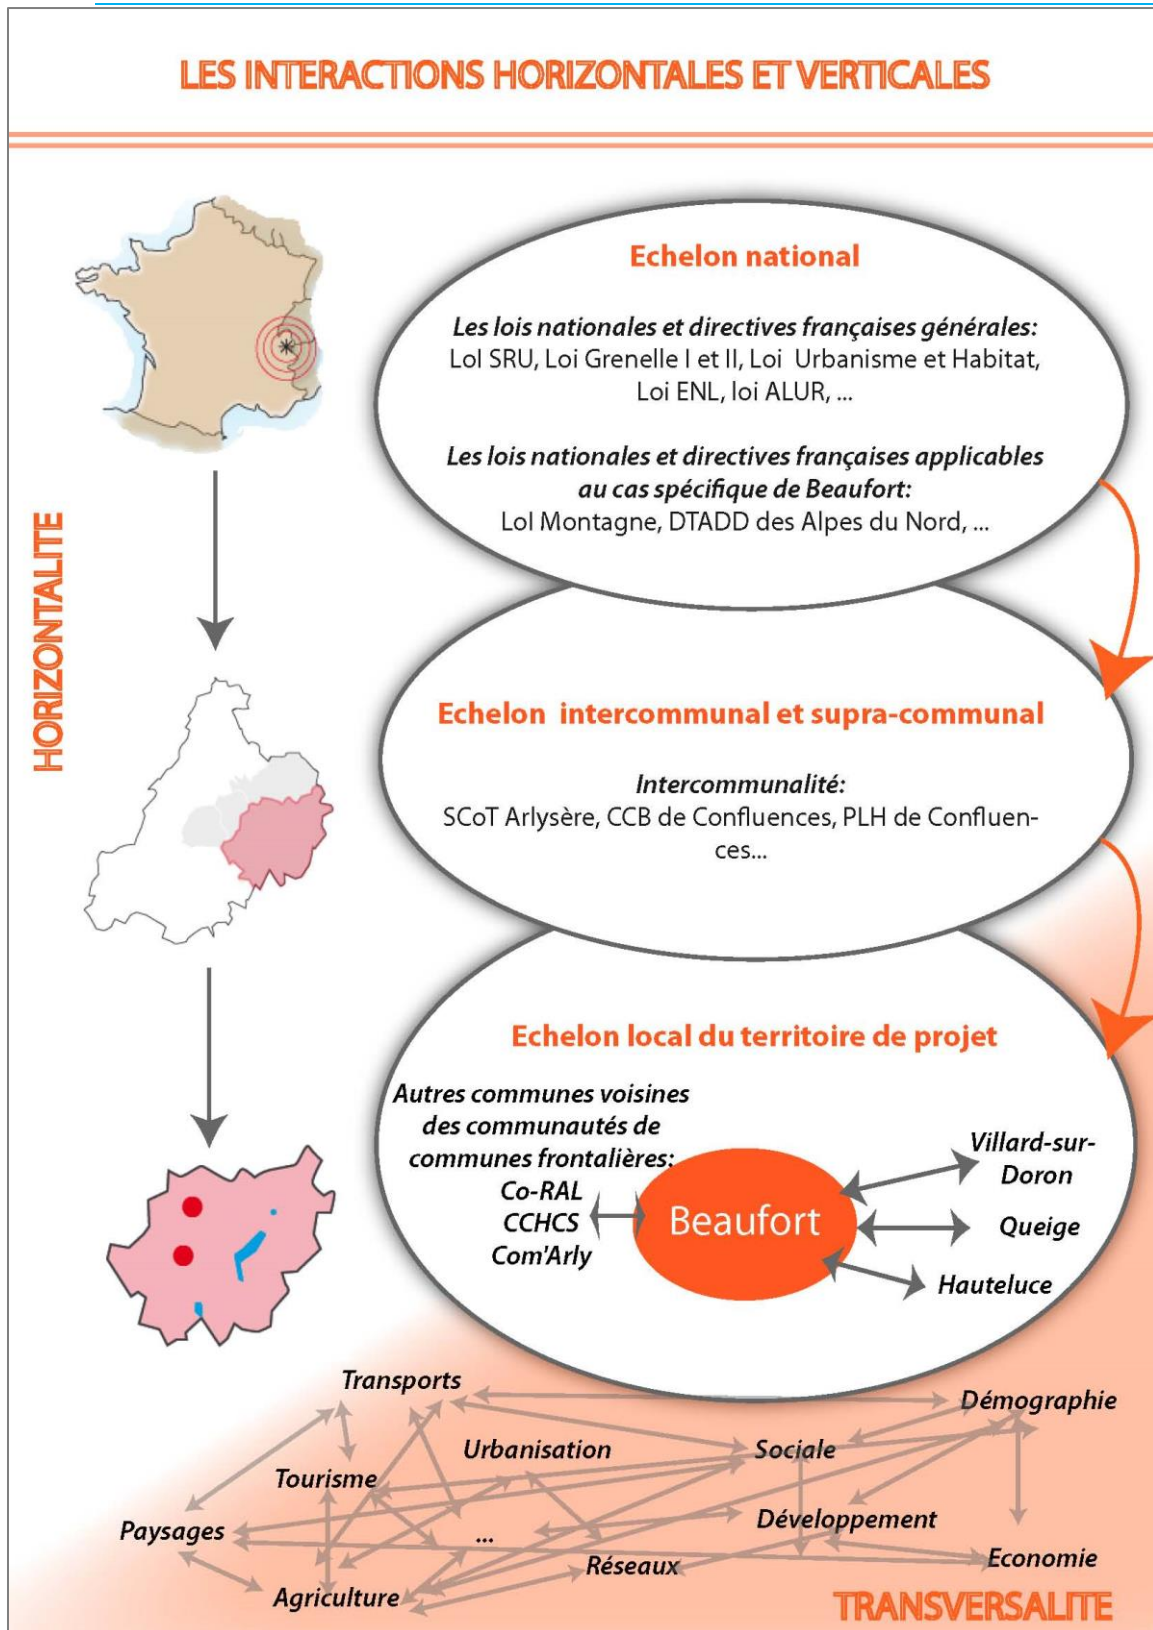 LES INTERACTIONS HORIZONTALES ET VERTICALES
HORIZONTALITE
Echelon national
Les lois nationales et directives françaises générales:
LoI SRU, Loi Grenelle I et II, Loi Urbanisme et Habitat,
Loi ENL, loi ALUR, ...
Les lois nationales et directives françaises applicables
au cas spécifique de Beaufort:
LoI Montagne, DTADD des Alpes du Nord, ...
Echelon intercommunal et supra-communal
Intercommunalité:
SCoT Arlysère, CCB de Confluences, PLH de Confluen-
ces...
Echelon local du territoire de projet
Autres communes voisines
des communautés de
communes frontalières:
Co-RAL
CCHCS
Com'Arly
Beaufort
Villard-sur-
Doron
Queige
Hauteluce
Transports
Démographie
Urbanisation
Sociale
Tourisme
Paysages
...
Développement
Réseaux
Economie
Agriculture
TRANSVERSALITE